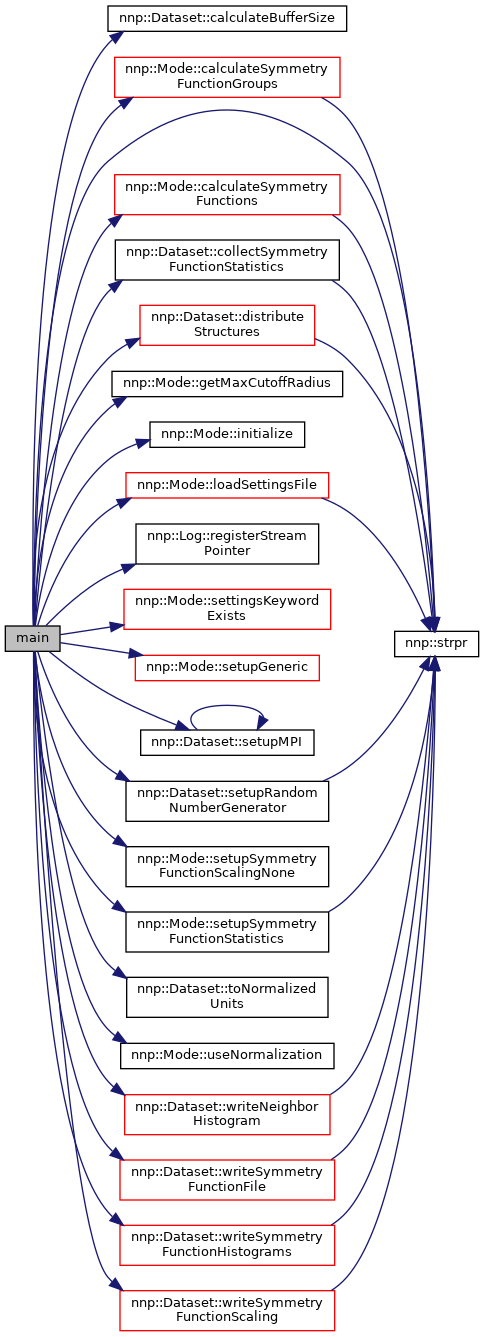 nnp::Dataset::calculateBufferSize
nnp::Mode::calculateSymmetry
FunctionGroups
nnp::Mode::calculateSymmetry
Functions
nnp::Dataset::collectSymmetry
FunctionStatistics
nnp::Dataset::distribute
Structures
nnp::Mode::getMaxCutoffRadius
nnp::Mode::initialize
nnp::Mode::loadSettingsFile
nnp::Log::registerStream
Pointer
nnp::Mode::settingsKeyword
Exists
main
nnp::strpr
nnp::Mode::setupGeneric
nnp::Dataset::setupMPI
nnp::Dataset::setupRandom
NumberGenerator
nnp::Mode::setupSymmetry
FunctionScalingNone
nnp::Mode::setupSymmetry
FunctionStatistics
nnp::Dataset::toNormalized
Units
nnp::Mode::useNormalization
nnp::Dataset::writeNeighbor
Histogram
nnp::Dataset::writeSymmetry
FunctionFile
nnp::Dataset::writeSymmetry
FunctionHistograms
nnp::Dataset::writeSymmetry
FunctionScaling